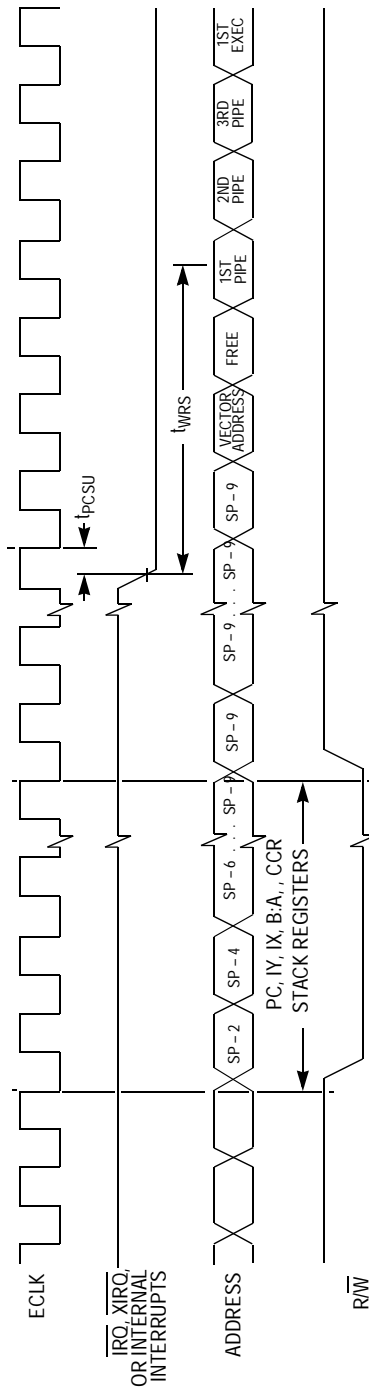 ECLK
t PCSU
IRQ, XIRQ,
OR INTERNAL
INTERRUPTS
t WRS
ADDRESS
SP – 2
SP – 4
SP – 6 . . . SP – 9
SP – 9
SP – 9 . . . SP – 9
SP – 9
VECTOR
ADDRESS
FREE
1ST
PIPE
2ND
PIPE
3RD
PIPE
1ST
EXEC
PC, IY, IX, B:A, , CCR
STACK REGISTERS
R/W